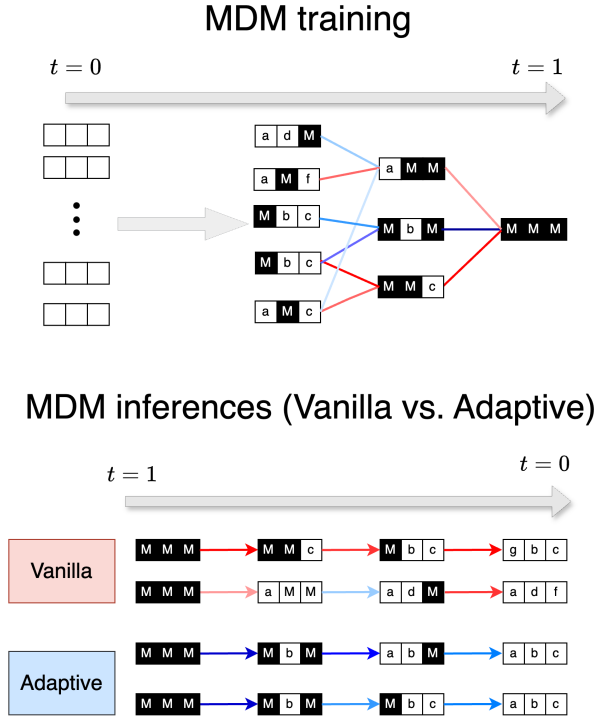 MDM training
t = 0
t = 1
a d M
a M M
a M f
M b c
M b M
M M M
M b c
M M c
a M c
MDM inferences (Vanilla vs. Adaptive)
t = 1
t = 0
Vanilla
M M M
M M c
M b c
g b c
M M M
a M M
a d M
a d f
Adaptive
M M M
M b M
a b M
a b c
M M M
M b M
M b c
a b c